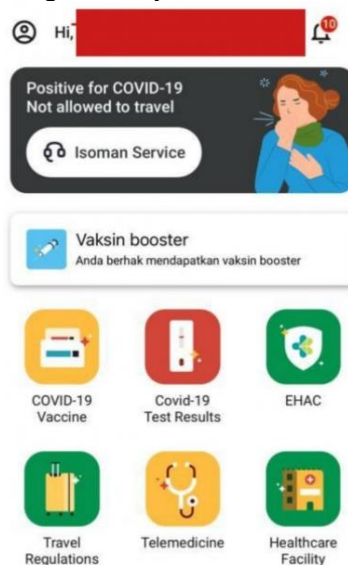 Hi,
10
Positive for COVID-19
Not allowed to travel
Isoman Service
Vaksin booster
Anda berhak mendapatkan vaksin booster
COVID-19
Vaccine
Covid-19
Test Results
EHAC
Travel
Regulations
Telemedicine
Healthcare
Facility